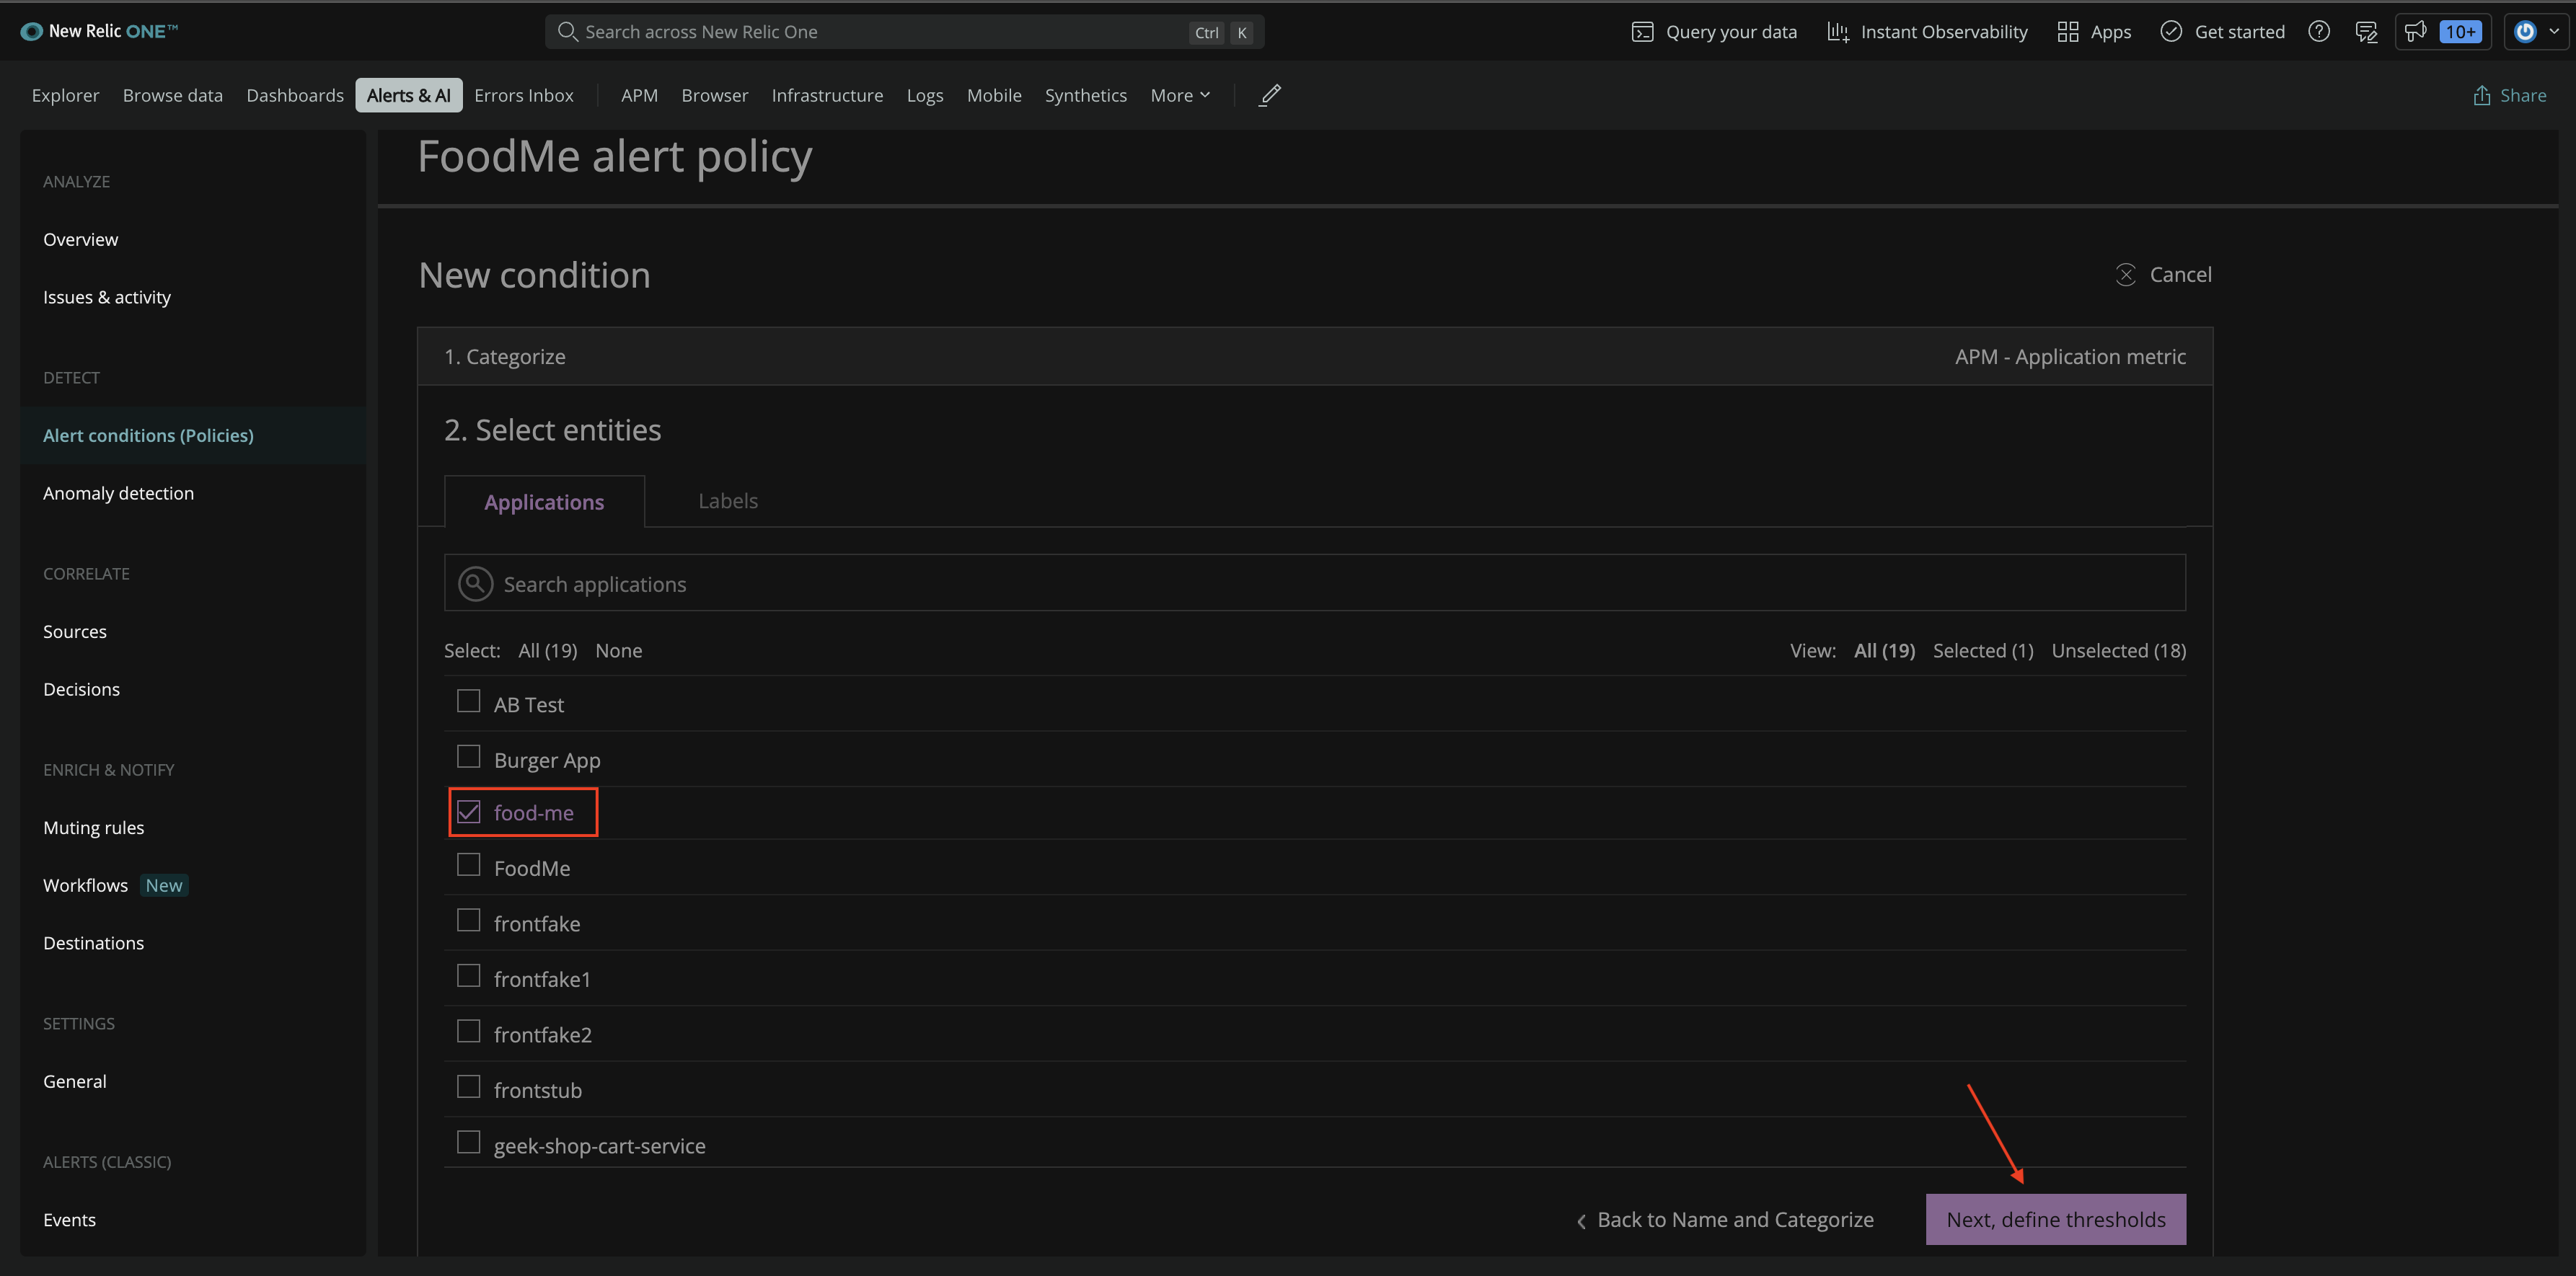 New Relic ONE™
Search across New Relic One
Ctrl K
Query your data
Instant Observability
Apps
Get started
10+
Explorer
Browse data
Dashboards
Alerts & AI
Errors Inbox
APM
Browser
Infrastructure
Logs
Mobile
Synthetics
More
Share
ANALYZE
Overview
Issues & activity
DETECT
Alert conditions (Policies)
Anomaly detection
CORRELATE
Sources
Decisions
ENRICH & NOTIFY
Muting rules
Workflows New
Destinations
SETTINGS
General
ALERTS (CLASSIC)
Events
FoodMe alert policy
New condition
Cancel
1. Categorize
APM - Application metric
2. Select entities
Applications
Labels
Search applications
Select: All (19) None
View: All (19) Selected (1) Unselected (18)
AB Test
Burger App
food-me
FoodMe
frontfake
frontfake1
frontfake2
frontstub
geek-shop-cart-service
Back to Name and Categorize
Next, define thresholds